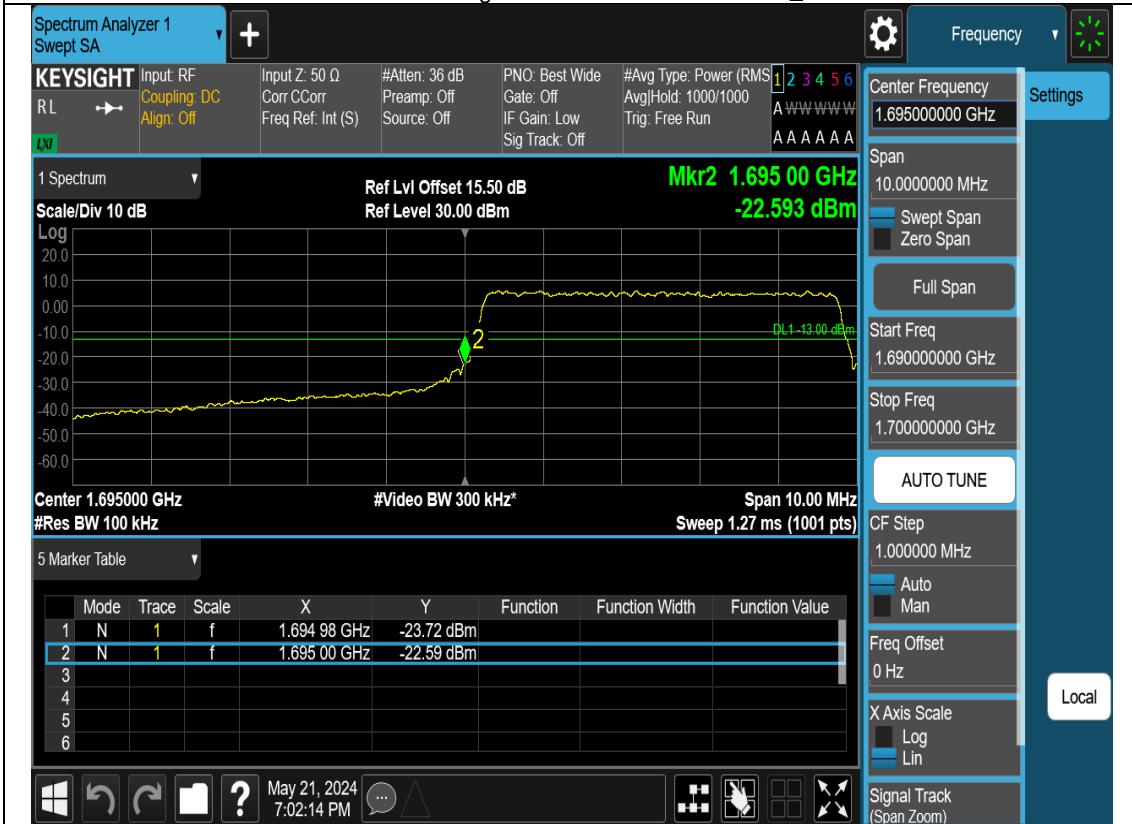 Spectrum Analyzer 1
Swept SA
Frequency
KEYSIGHT
R L
LXI
Input: RF
Coupling: DC
Align: Off
Input Z: 50 Ω
Corr CCorr
Freq Ref: Int (S)
#Atten: 36 dB
Preamp: Off
Source: Off
PNO: Best Wide
Gate: Off
IF Gain: Low
Sig Track: Off
#Avg Type: Power (RMS
Avg|Hold: 1000/1000
Trig: Free Run
1 2 3 4 5 6
A W W W W W
A A A A A A
Center Frequency
1.695000000 GHz
Settings
1 Spectrum
Scale/Div 10 dB
Ref Lvl Offset 15.50 dB
Ref Level 30.00 dBm
Mkr2 1.695 00 GHz
-22.593 dBm
Log
20.0
10.0
0.00
-10.0
-20.0
-30.0
-40.0
-50.0
-60.0
2
DL1 -13.00 dBm
Center 1.695000 GHz
#Res BW 100 kHz
#Video BW 300 kHz*
Span 10.00 MHz
Sweep 1.27 ms (1001 pts)
Span
10.0000000 MHz
Swept Span
Zero Span
Full Span
Start Freq
1.690000000 GHz
Stop Freq
1.700000000 GHz
AUTO TUNE
CF Step
1.000000 MHz
Auto
Man
Freq Offset
0 Hz
X Axis Scale
Log
Lin
Signal Track
(Span Zoom)
Local
5 Marker Table
Mode Trace Scale X Y Function Function Width Function Value
1 N 1 f 1.694 98 GHz -23.72 dBm
2 N 1 f 1.695 00 GHz -22.59 dBm
3
4
5
6
?
May 21, 2024
7:02:14 PM